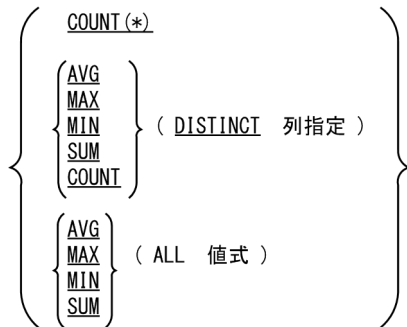 COUNT(*)
AVG
MAX
MIN
SUM
COUNT
( DISTINCT 列指定 )
AVG
MAX
MIN
SUM
( ALL 値式 )